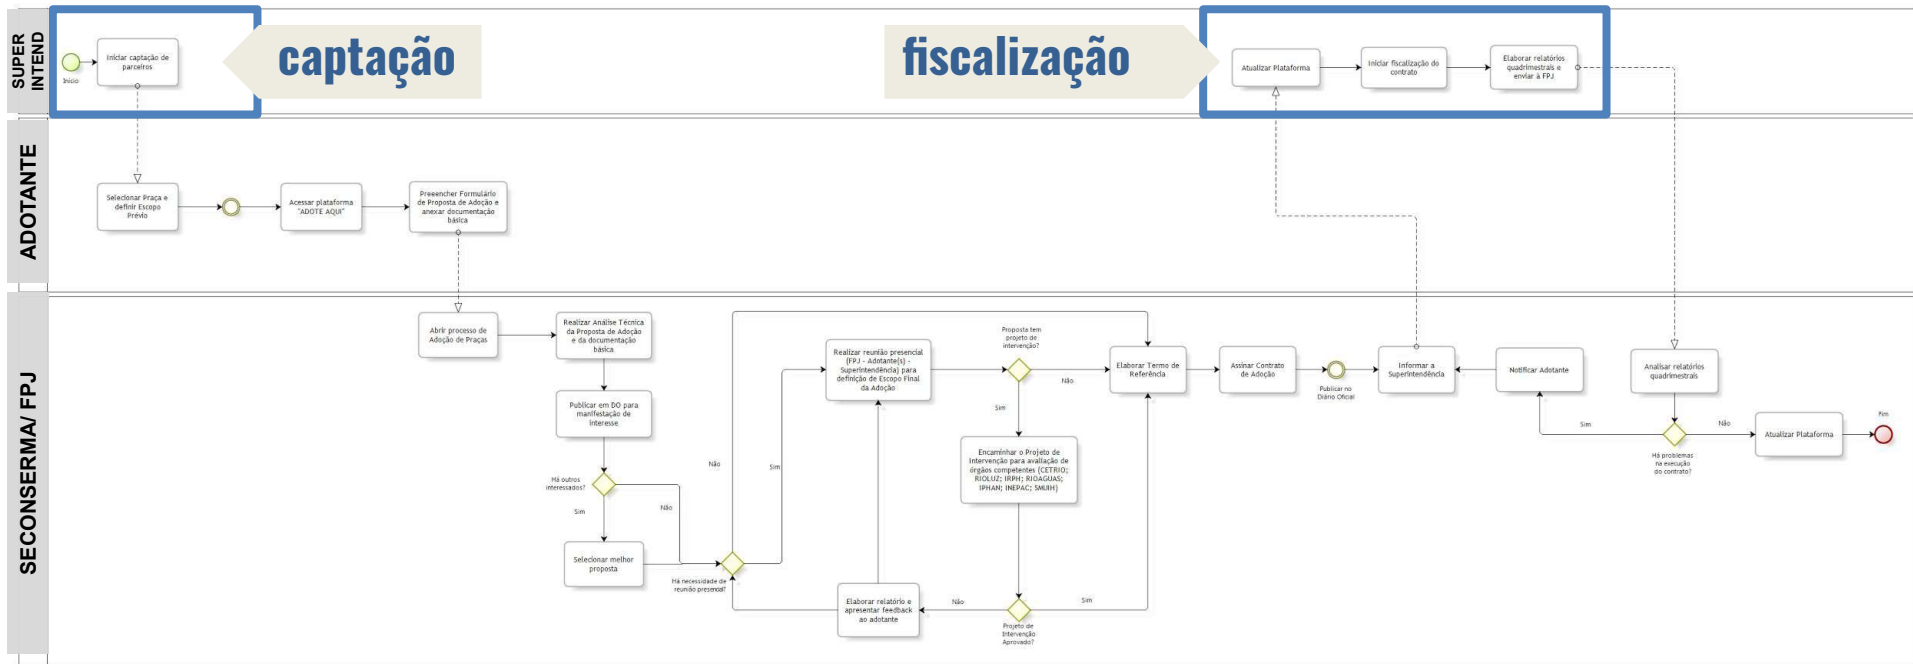 SUPER
INTEND
Início
Iniciar captação de
parceiros
captação
fiscalização
Atualizar Plataforma
Iniciar fiscalização do
contrato
Elaborar relatórios
quadrimestrais e
enviar à FPJ
ADOTANTE
Selecionar Praça e
definir Escopo
Prévio
Acessar plataforma
"ADOTE AQUI"
Preeencher Formulário
de Proposta de Adoção e
anexar documentação
básica
SECONSERMA/ FPJ
Abrir processo de
Adoção de Praças
Realizar Análise Técnica
da Proposta de Adoção
e da documentação
básica
Publicar em DO para
manifestação de
interesse
Há outros
interessados?
Sim
Não
Selecionar melhor
proposta
Há necessidade de
reunião presencial?
Não
Sim
Realizar reunião presencial
(FPJ - Adotante(s) -
Superintendência) para
definição de Escopo Final
da Adoção
Proposta tem
projeto de
intervenção?
Não
Sim
Encaminhar o Projeto de
Intervenção para avaliação de
órgãos competentes (CETRIO;
RIOLUZ; IRPH; RIOAGUAS;
IPHAN; INEPAC; SMUIH)
Projeto de
Intervenção
Aprovado?
Não
Sim
Elaborar relatório e
apresentar feedback
ao adotante
Elaborar Termo de
Referência
Assinar Contrato
de Adoção
Publicar no
Diário Oficial
Informar a
Superintendência
Notificar Adotante
Analisar relatórios
quadrimestrais
Sim
Não
Há problemas
na execução
do contrato?
Atualizar Plataforma
Fim